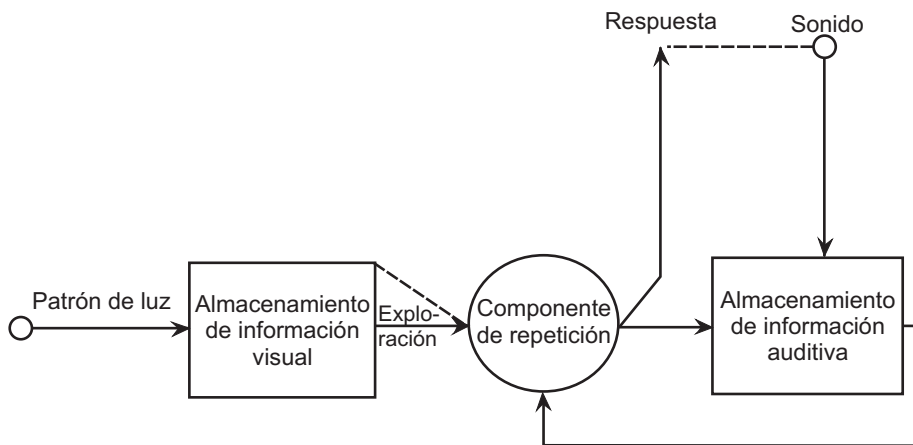 Respuesta
Sonido
Patrón de luz
Almacenamiento
de información
visual
Explo-
ración
Componente
de repetición
Almacenamiento
de información
auditiva